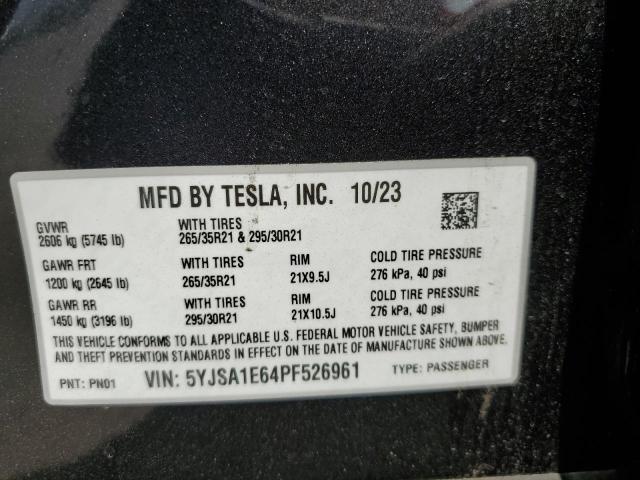 MFD BY TESLA, INC. 10/23
GVWR
2606 kg (5745 lb)
WITH TIRES
265/35R21 & 295/30R21
GAWR FRT
1200 kg (2645 lb)
WITH TIRES
265/35R21
RIM
21X9.5J
COLD TIRE PRESSURE
276 kPa, 40 psi
GAWR RR
1450 kg (3196 lb)
WITH TIRES
295/30R21
RIM
21X10.5J
COLD TIRE PRESSURE
276 kPa, 40 psi
THIS VEHICLE CONFORMS TO ALL APPLICABLE U.S. FEDERAL MOTOR VEHICLE SAFETY, BUMPER
AND THEFT PREVENTION STANDARDS IN EFFECT ON THE DATE OF MANUFACTURE SHOWN ABOVE.
PNT: PN01 VIN: 5YJSA1E64PF526961 TYPE: PASSENGER